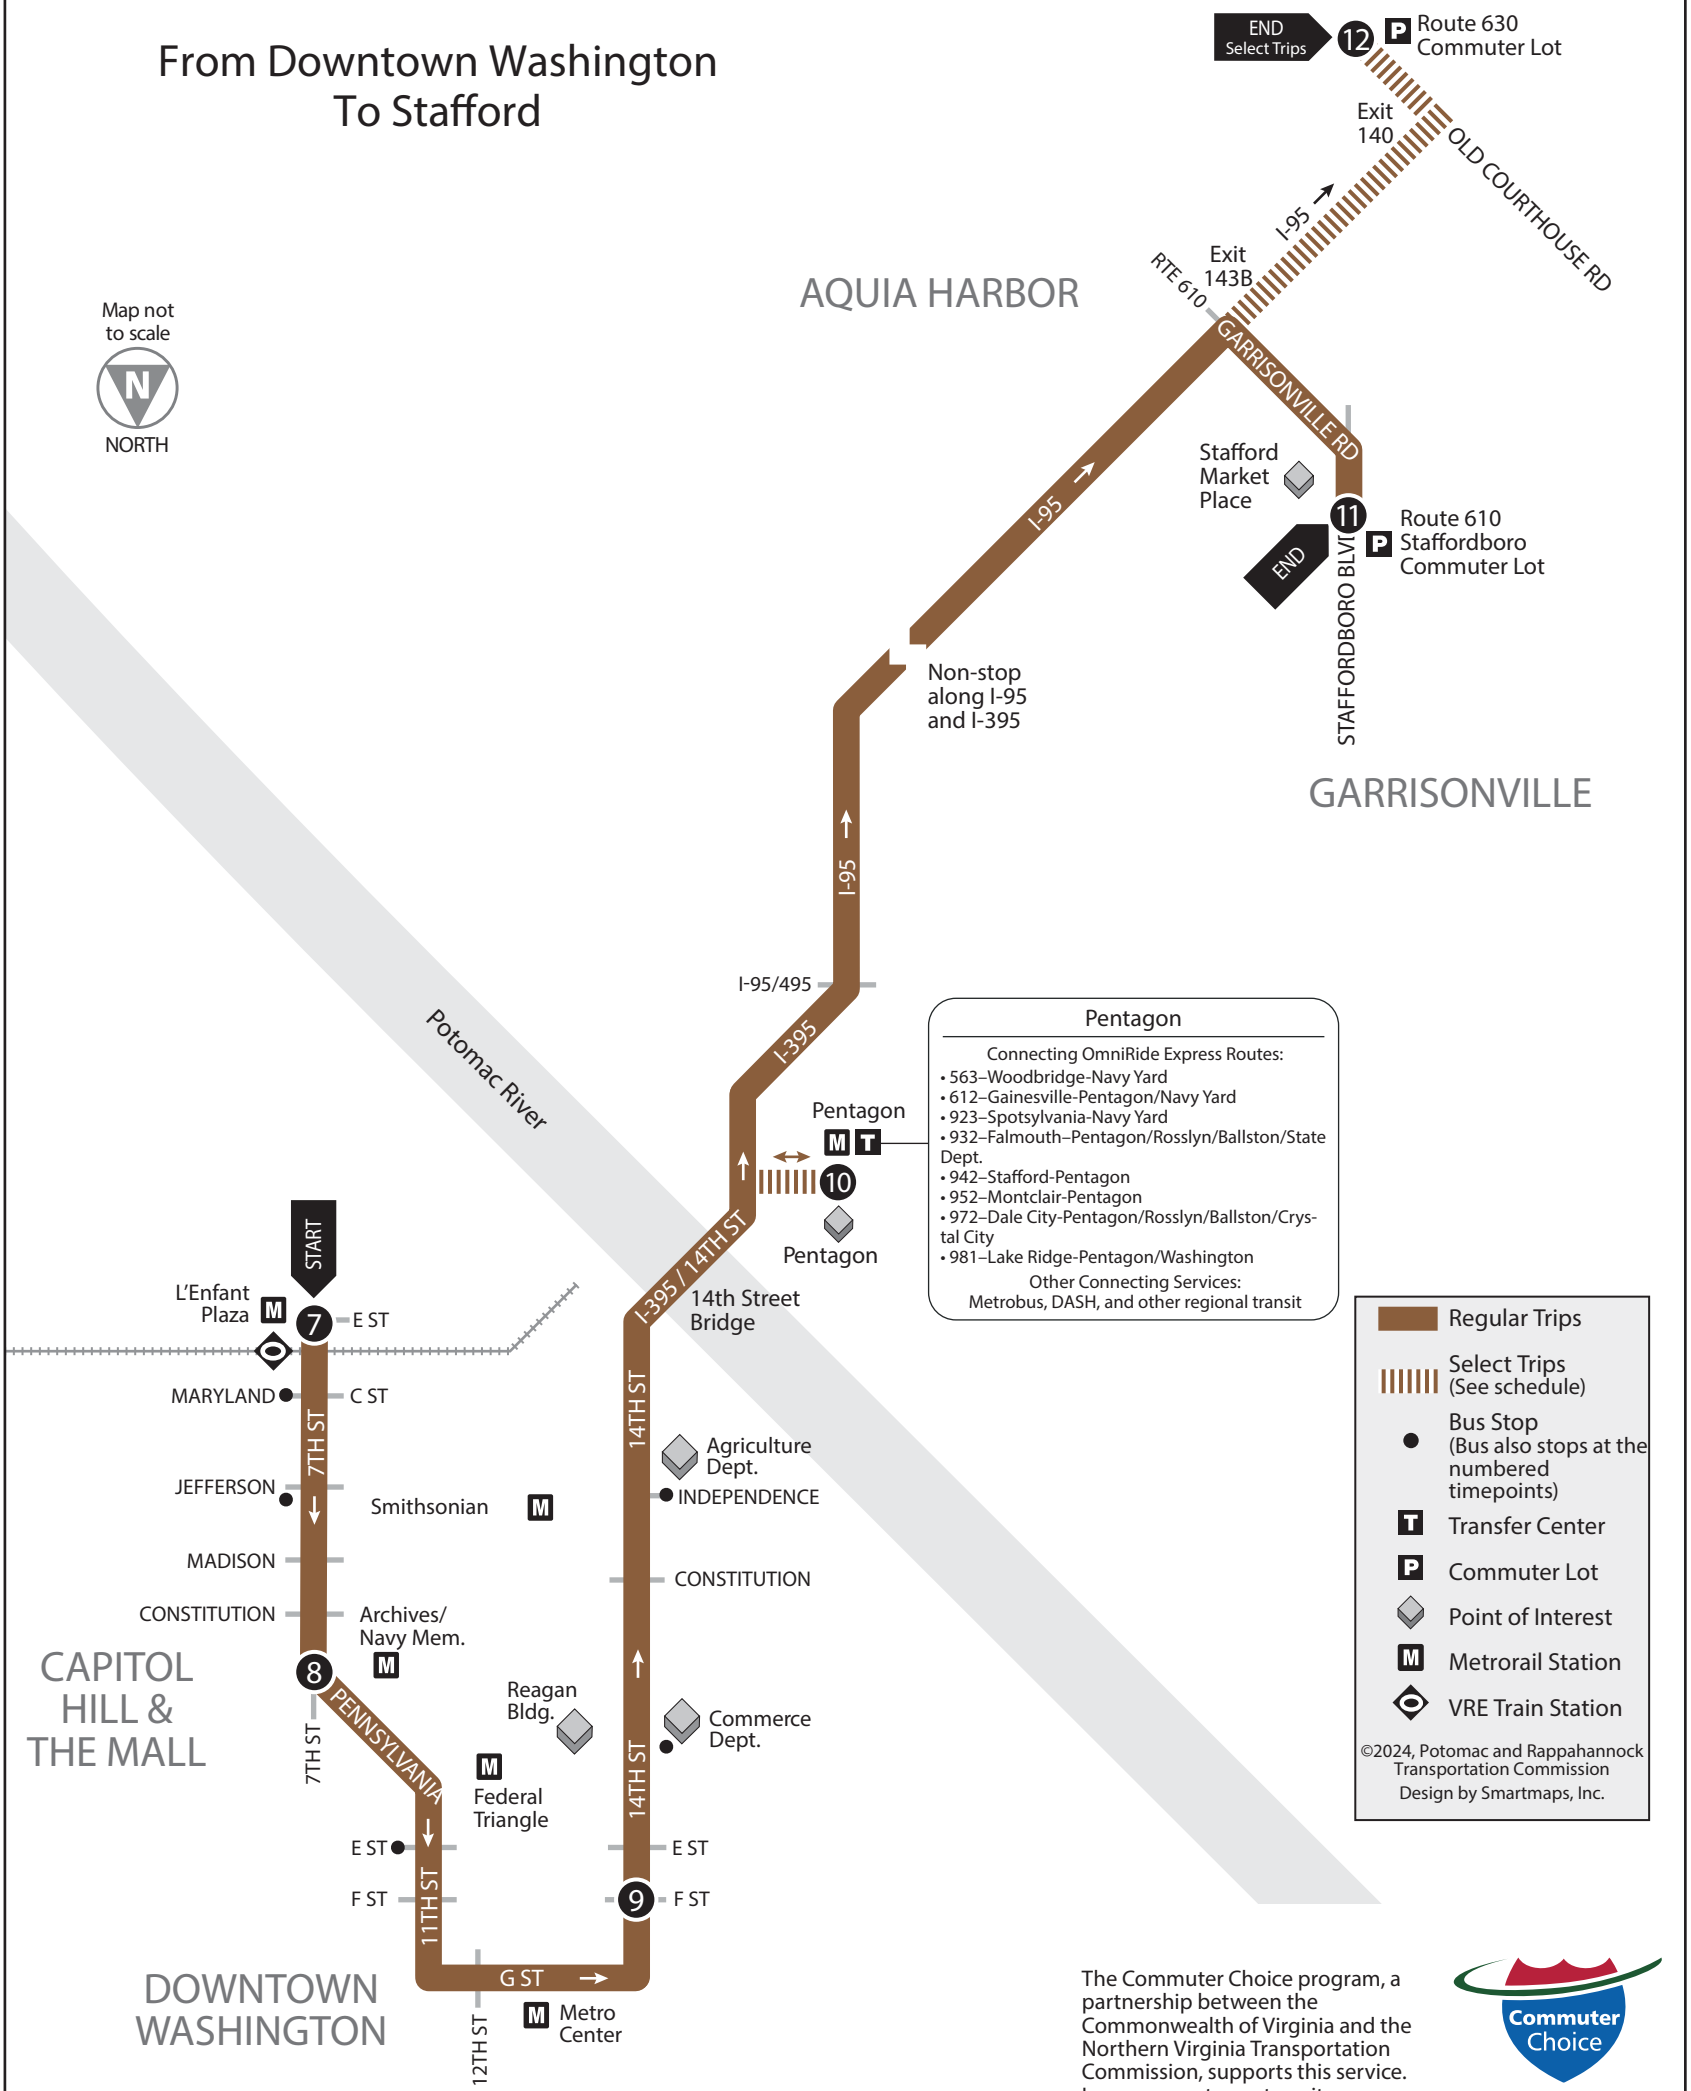 From Downtown Washington
To Stafford
END
Select Trips
12
P
Route 630
Commuter Lot
Exit
140
OLD COURTHOUSE RD
I-95
Exit
143B
RTE 610
AQUIA HARBOR
Map not
to scale
N
NORTH
GARRISONVILLE RD
Stafford
Market
Place
I-95
11
END
P
Route 610
Staffordboro
Commuter Lot
STAFFORDBORO BLV
Non-stop
along I-95
and I-395
GARRISONVILLE
I-95
I-95/495
Potomac River
I-395
Pentagon
Connecting OmniRide Express Routes:
• 563–Woodbridge-Navy Yard
• 612–Gainesville-Pentagon/Navy Yard
• 923–Spotsylvania-Navy Yard
• 932–Falmouth–Pentagon/Rosslyn/Ballston/State
Dept.
• 942–Stafford-Pentagon
• 952–Montclair-Pentagon
• 972–Dale City-Pentagon/Rosslyn/Ballston/Crys-
tal City
• 981–Lake Ridge-Pentagon/Washington
Other Connecting Services:
Metrobus, DASH, and other regional transit
Pentagon
M T
10
Pentagon
I-395 / 14TH ST
14th Street
Bridge
START
L'Enfant
Plaza
M
7
E ST
MARYLAND
C ST
7TH ST
14TH ST
Agriculture
Dept.
JEFFERSON
INDEPENDENCE
Smithsonian
M
MADISON
CONSTITUTION
CONSTITUTION
Archives/
Navy Mem.
M
CAPITOL
HILL &
THE MALL
8
7TH ST
PENNSYLVANIA
Reagan
Bldg.
Commerce
Dept.
M
Federal
Triangle
14TH ST
E ST
E ST
F ST
11TH ST
9
F ST
DOWNTOWN
WASHINGTON
G ST
12TH ST
M
Metro
Center
Regular Trips
Select Trips
(See schedule)
Bus Stop
(Bus also stops at the
numbered
timepoints)
T
Transfer Center
P
Commuter Lot
Point of Interest
M
Metrorail Station
VRE Train Station
©2024, Potomac and Rappahannock
Transportation Commission
Design by Smartmaps, Inc.
The Commuter Choice program, a
partnership between the
Commonwealth of Virginia and the
Northern Virginia Transportation
Commission, supports this service.
Commuter
Choice